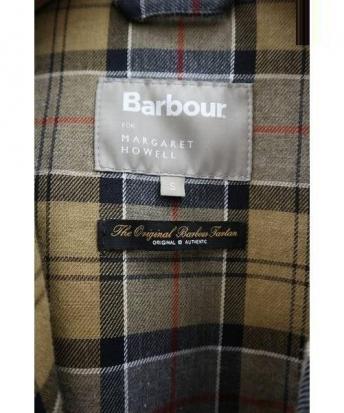 Barbour
FOR
MARGARET
HOWELL
S
The Original Barbour Tartan
ORIGINAL & AUTHENTIC